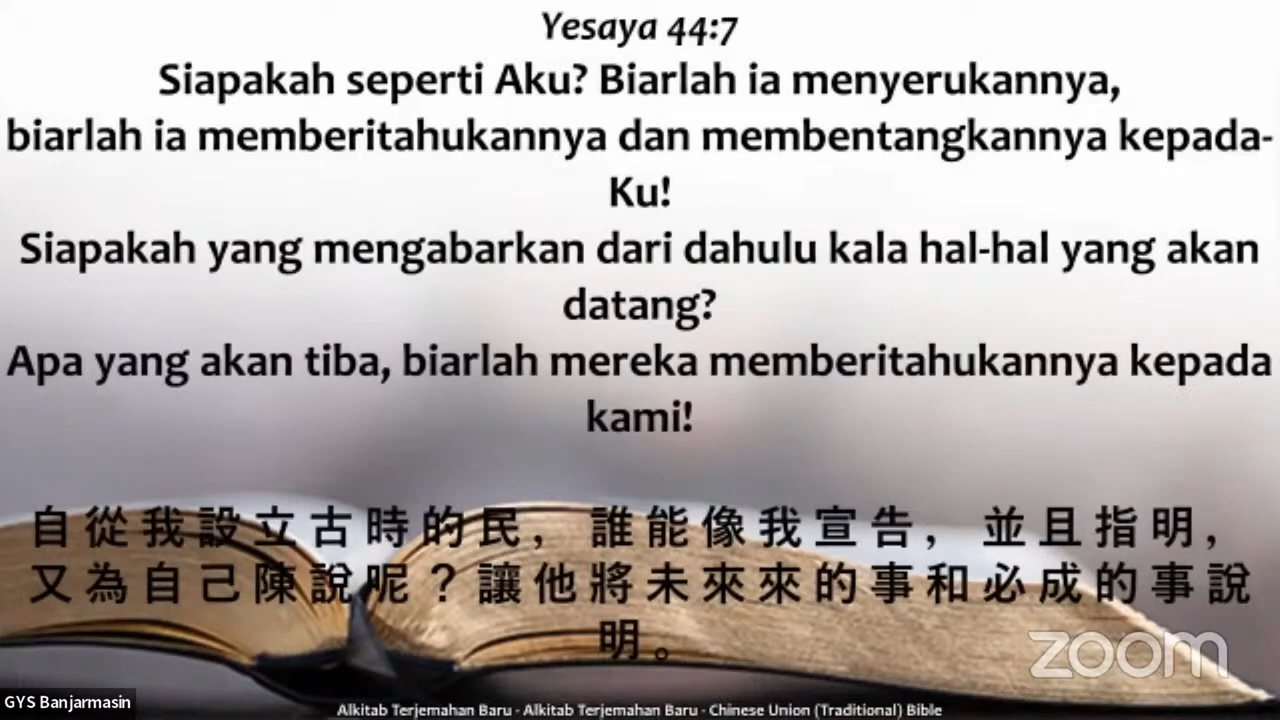 Yesaya 44:7
Siapakah seperti Aku? Biarlah ia menyerukannya,
biarlah ia memberitahukannya dan membentangkannya kepada-
Ku!
Siapakah yang mengabarkan dari dahulu kala hal-hal yang akan
datang?
Apa yang akan tiba, biarlah mereka memberitahukannya kepada
kami!
自從我設立古時的民，誰能像我宣告，並且指明，
又為自己陳說呢？讓他將未來來的事和必成的事說
明。
zoom
GYS Banjarmasin
Alkitab Terjemahan Baru - Alkitab Terjemahan Baru - Chinese Union (Traditional) Bible